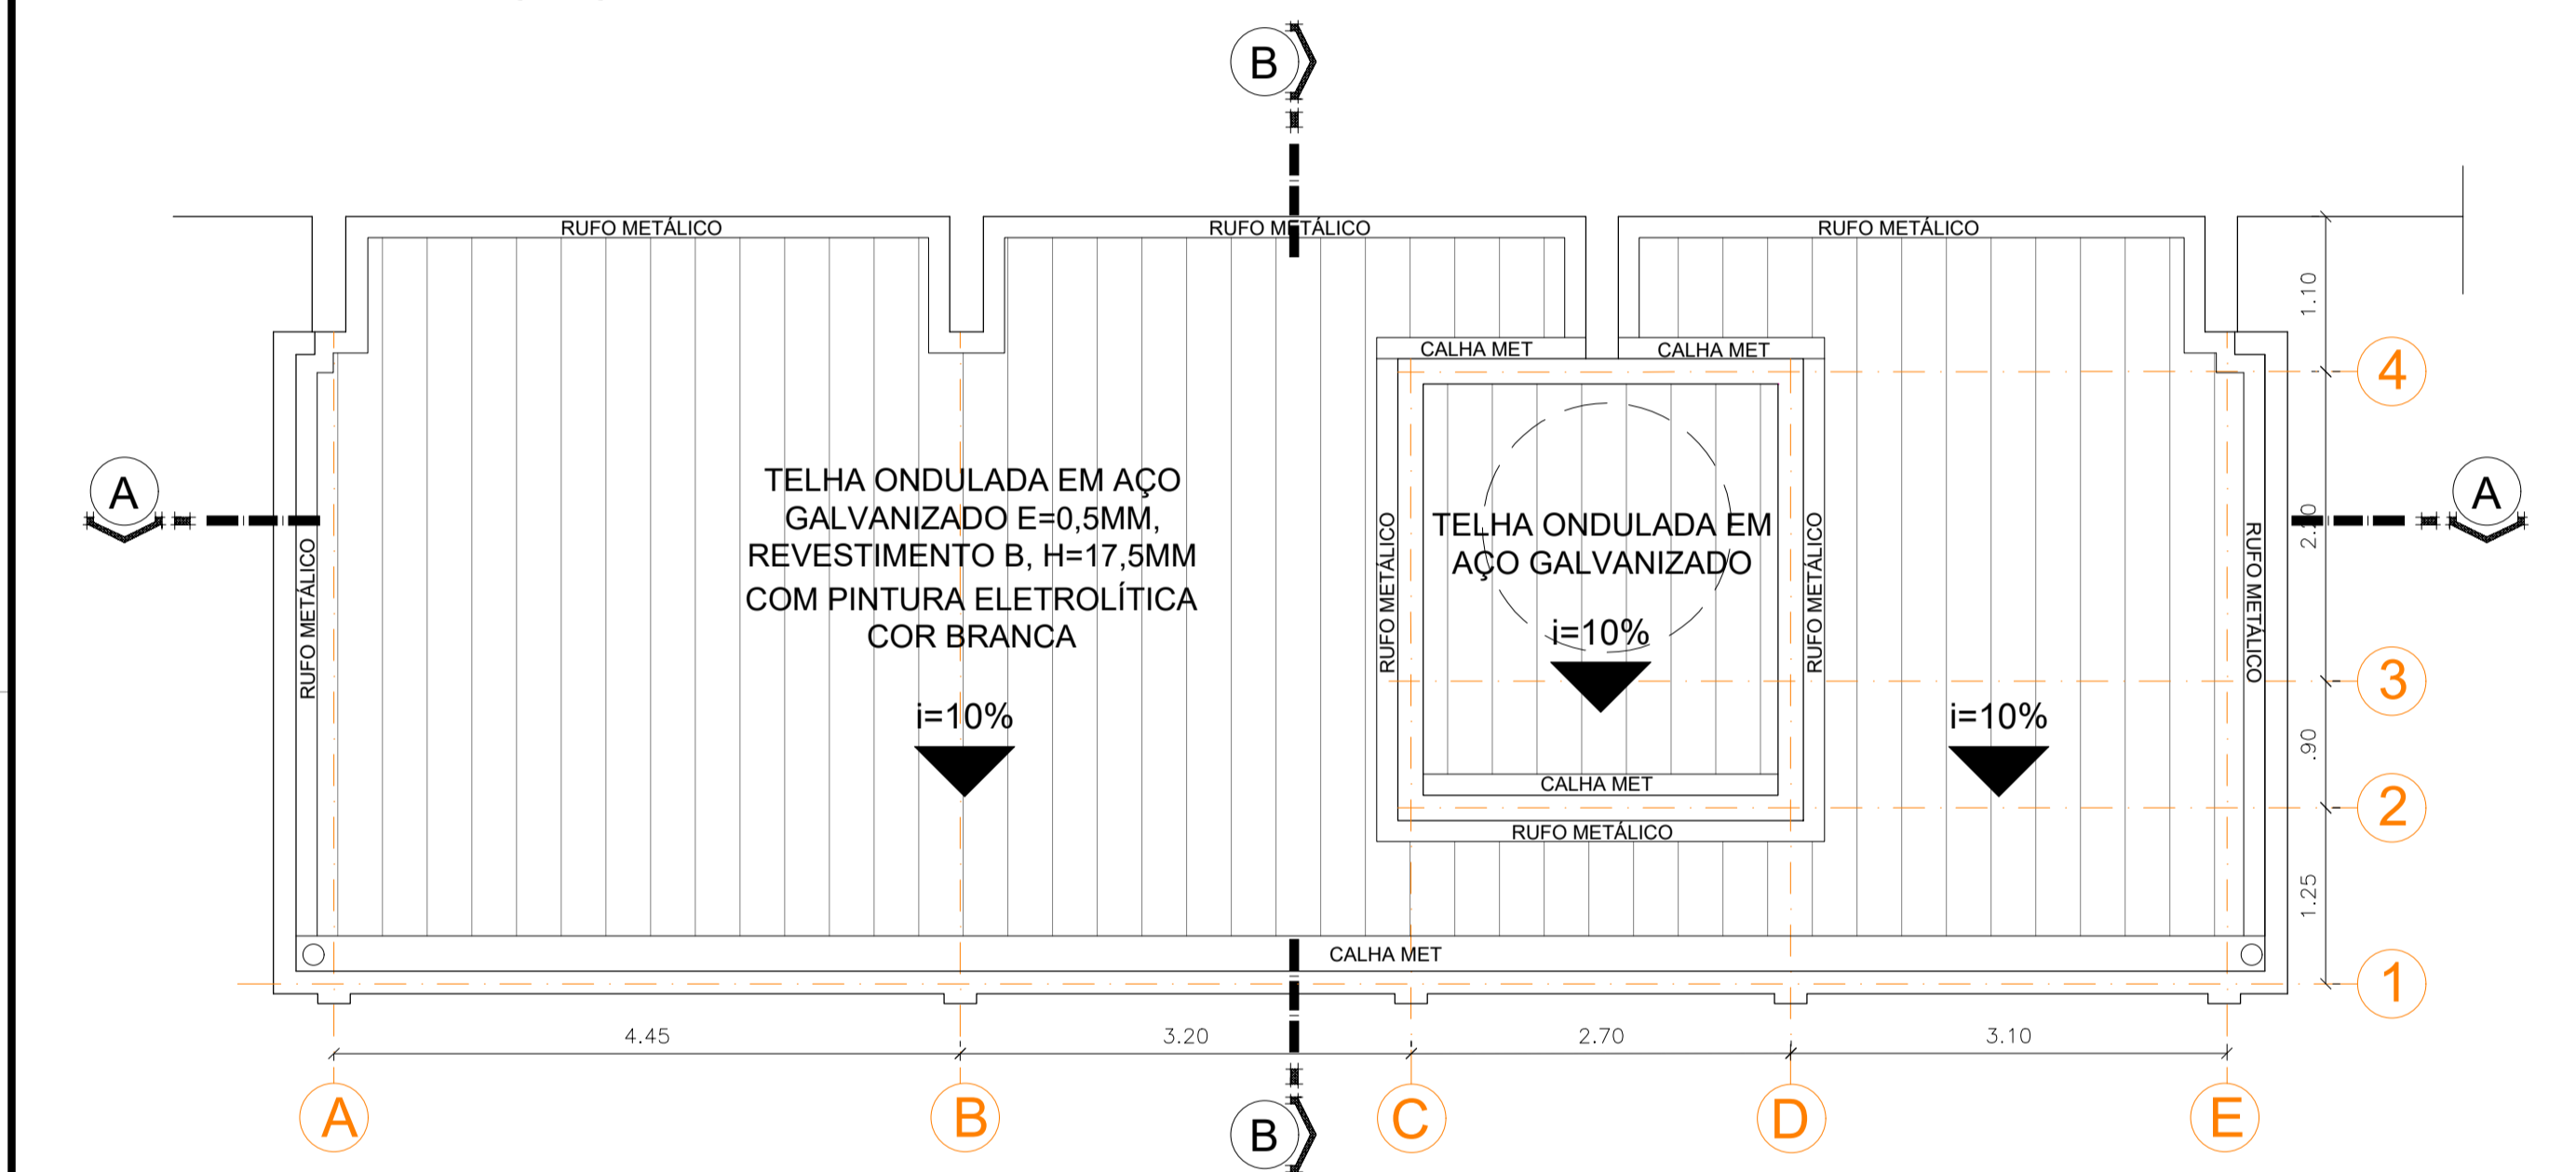 B
RUFO METÁLICO
RUFO METÁLICO
RUFO METÁLICO
1.10
CALHA MET
CALHA MET
4
A
TELHA ONDULADA EM AÇO
GALVANIZADO E=0,5MM,
REVESTIMENTO B, H=17,5MM
COM PINTURA ELETROLÍTICA
COR BRANCA
TELHA ONDULADA EM
AÇO GALVANIZADO
i=10%
A
RUFO METÁLICO
RUFO METÁLICO
RUFO METÁLICO
RUFO METÁLICO
3
i=10%
i=10%
.90
CALHA MET
2
RUFO METÁLICO
1.25
CALHA MET
1
4.45
3.20
2.70
3.10
A
B
B
C
D
E